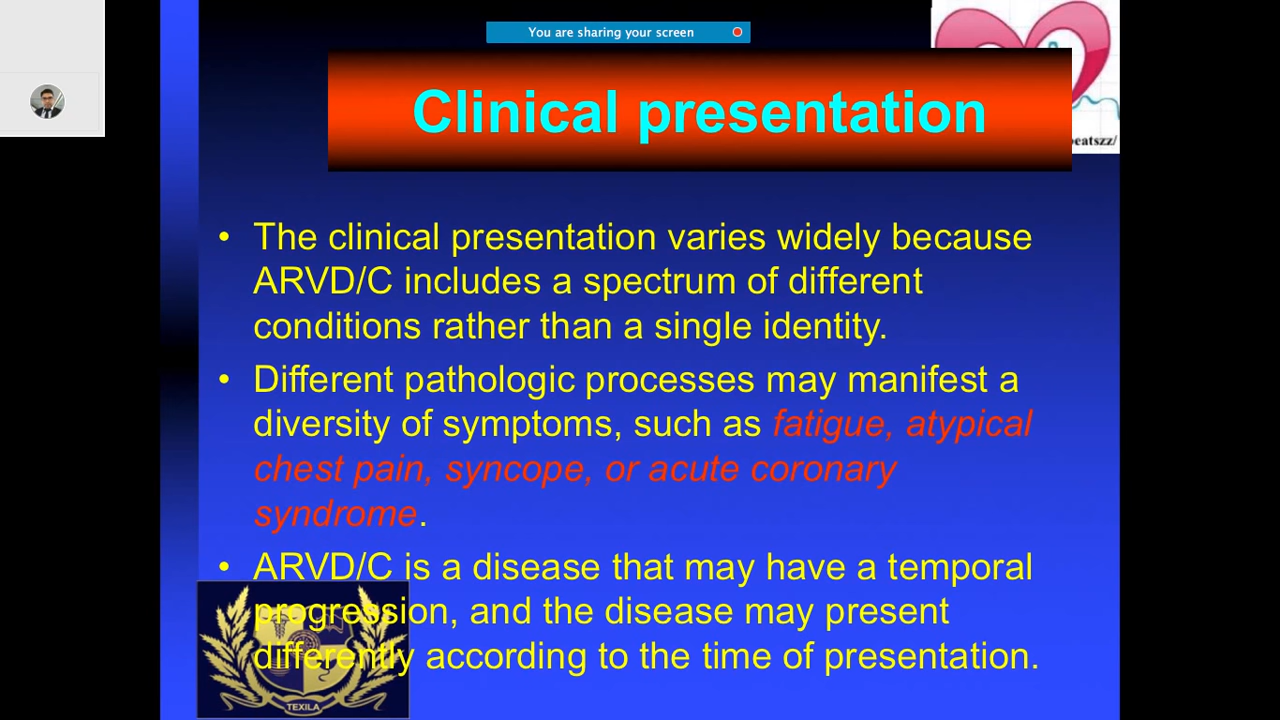 You are sharing your screen
Clinical presentation
eatszz/
• The clinical presentation varies widely because
ARVD/C includes a spectrum of different
conditions rather than a single identity.
• Different pathologic processes may manifest a
diversity of symptoms, such as fatigue, atypical
chest pain, syncope, or acute coronary
syndrome.
• ARVD/C is a disease that may have a temporal
progression, and the disease may present
differently according to the time of presentation.
TEXILA